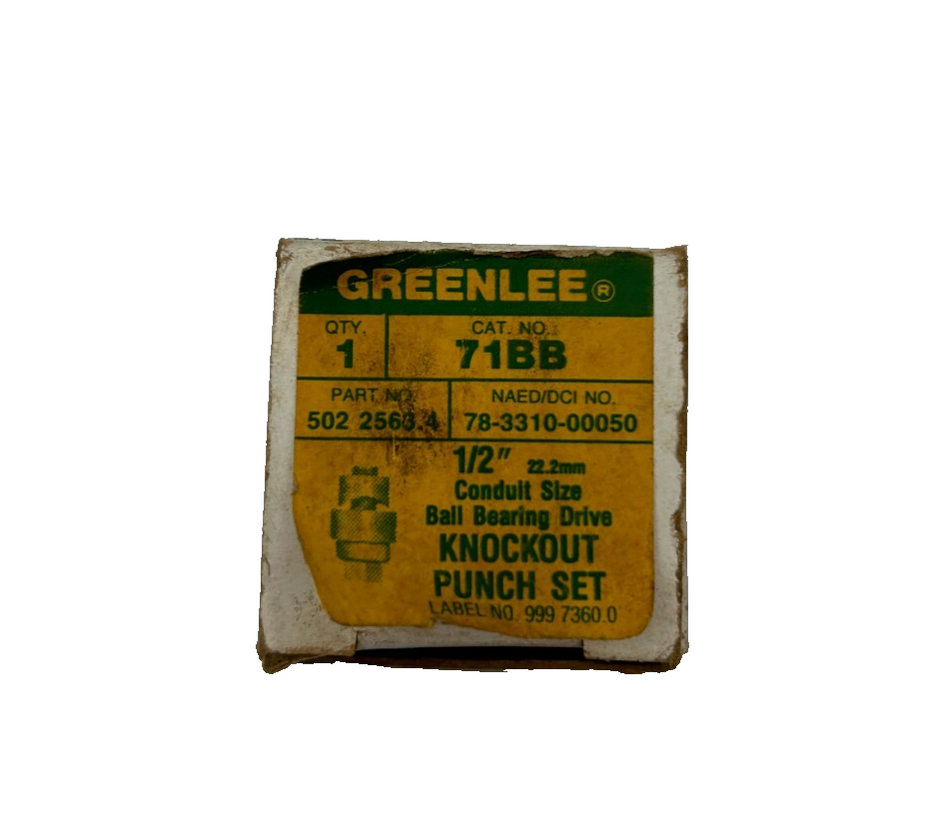 GREENLEE ®
QTY. CAT. NO.
1 71BB
PART NO. NAED/DCI NO.
502 2563.4 78-3310-00050
1/2" 22.2mm
Conduit Size
Ball Bearing Drive
KNOCKOUT
PUNCH SET
LABEL NO. 999 7360.0